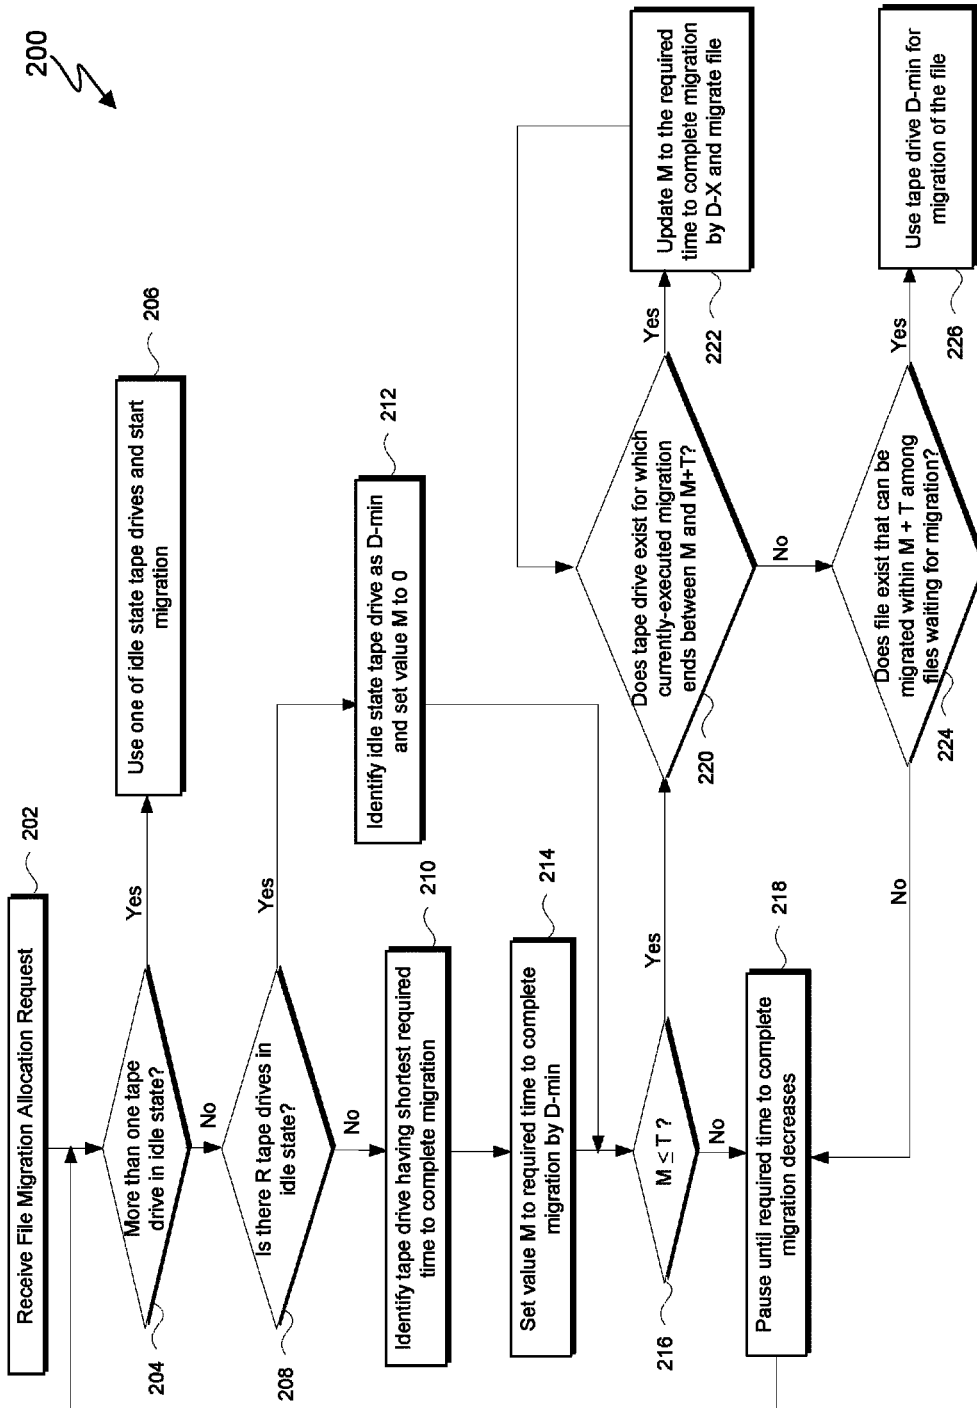 200
Receive File Migration Allocation Request
202
More than one tape
drive in idle state?
204
Yes
No
Use one of idle state tape drives and start
migration
206
Is there R tape drives in
idle state?
208
Yes
No
Identify tape drive having shortest required
time to complete migration
210
Identify idle state tape drive as D-min
and set value M to 0
212
Set value M to required time to complete
migration by D-min
214
M ≤ T ?
216
Yes
No
Pause until required time to complete
migration decreases
218
Does tape drive exist for which
currently-executed migration
ends between M and M+T?
220
Yes
No
Update M to the required
time to complete migration
by D-X and migrate file
222
Does file exist that can be
migrated within M + T among
files waiting for migration?
224
Yes
No
Use tape drive D-min for
migration of the file
226